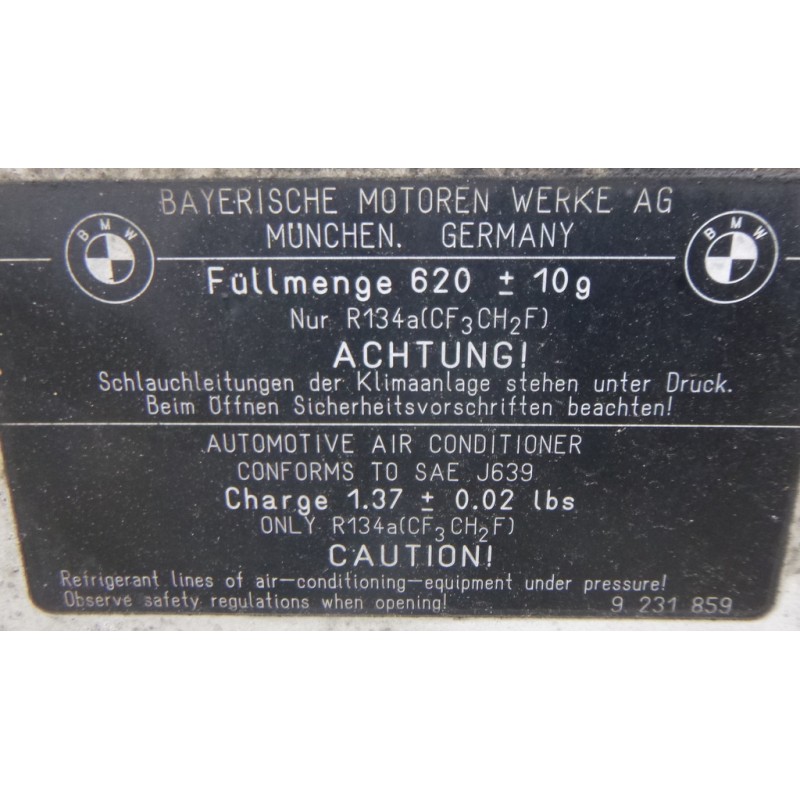 BAYERISCHE MOTOREN WERKE AG
MÜNCHEN. GERMANY
BMW
BMW
Füllmenge 620 ± 10g
Nur R134a(CF₃CH₂F)
ACHTUNG!
Schlauchleitungen der Klimaanlage stehen unter Druck.
Beim Öffnen Sicherheitsvorschriften beachten!
AUTOMOTIVE AIR CONDITIONER
CONFORMS TO SAE J639
Charge 1.37 ± 0.02 lbs
ONLY R134a(CF₃CH₂F)
CAUTION!
Refrigerant lines of air-conditioning-equipment under pressure!
Observe safety regulations when opening!
9 231 859